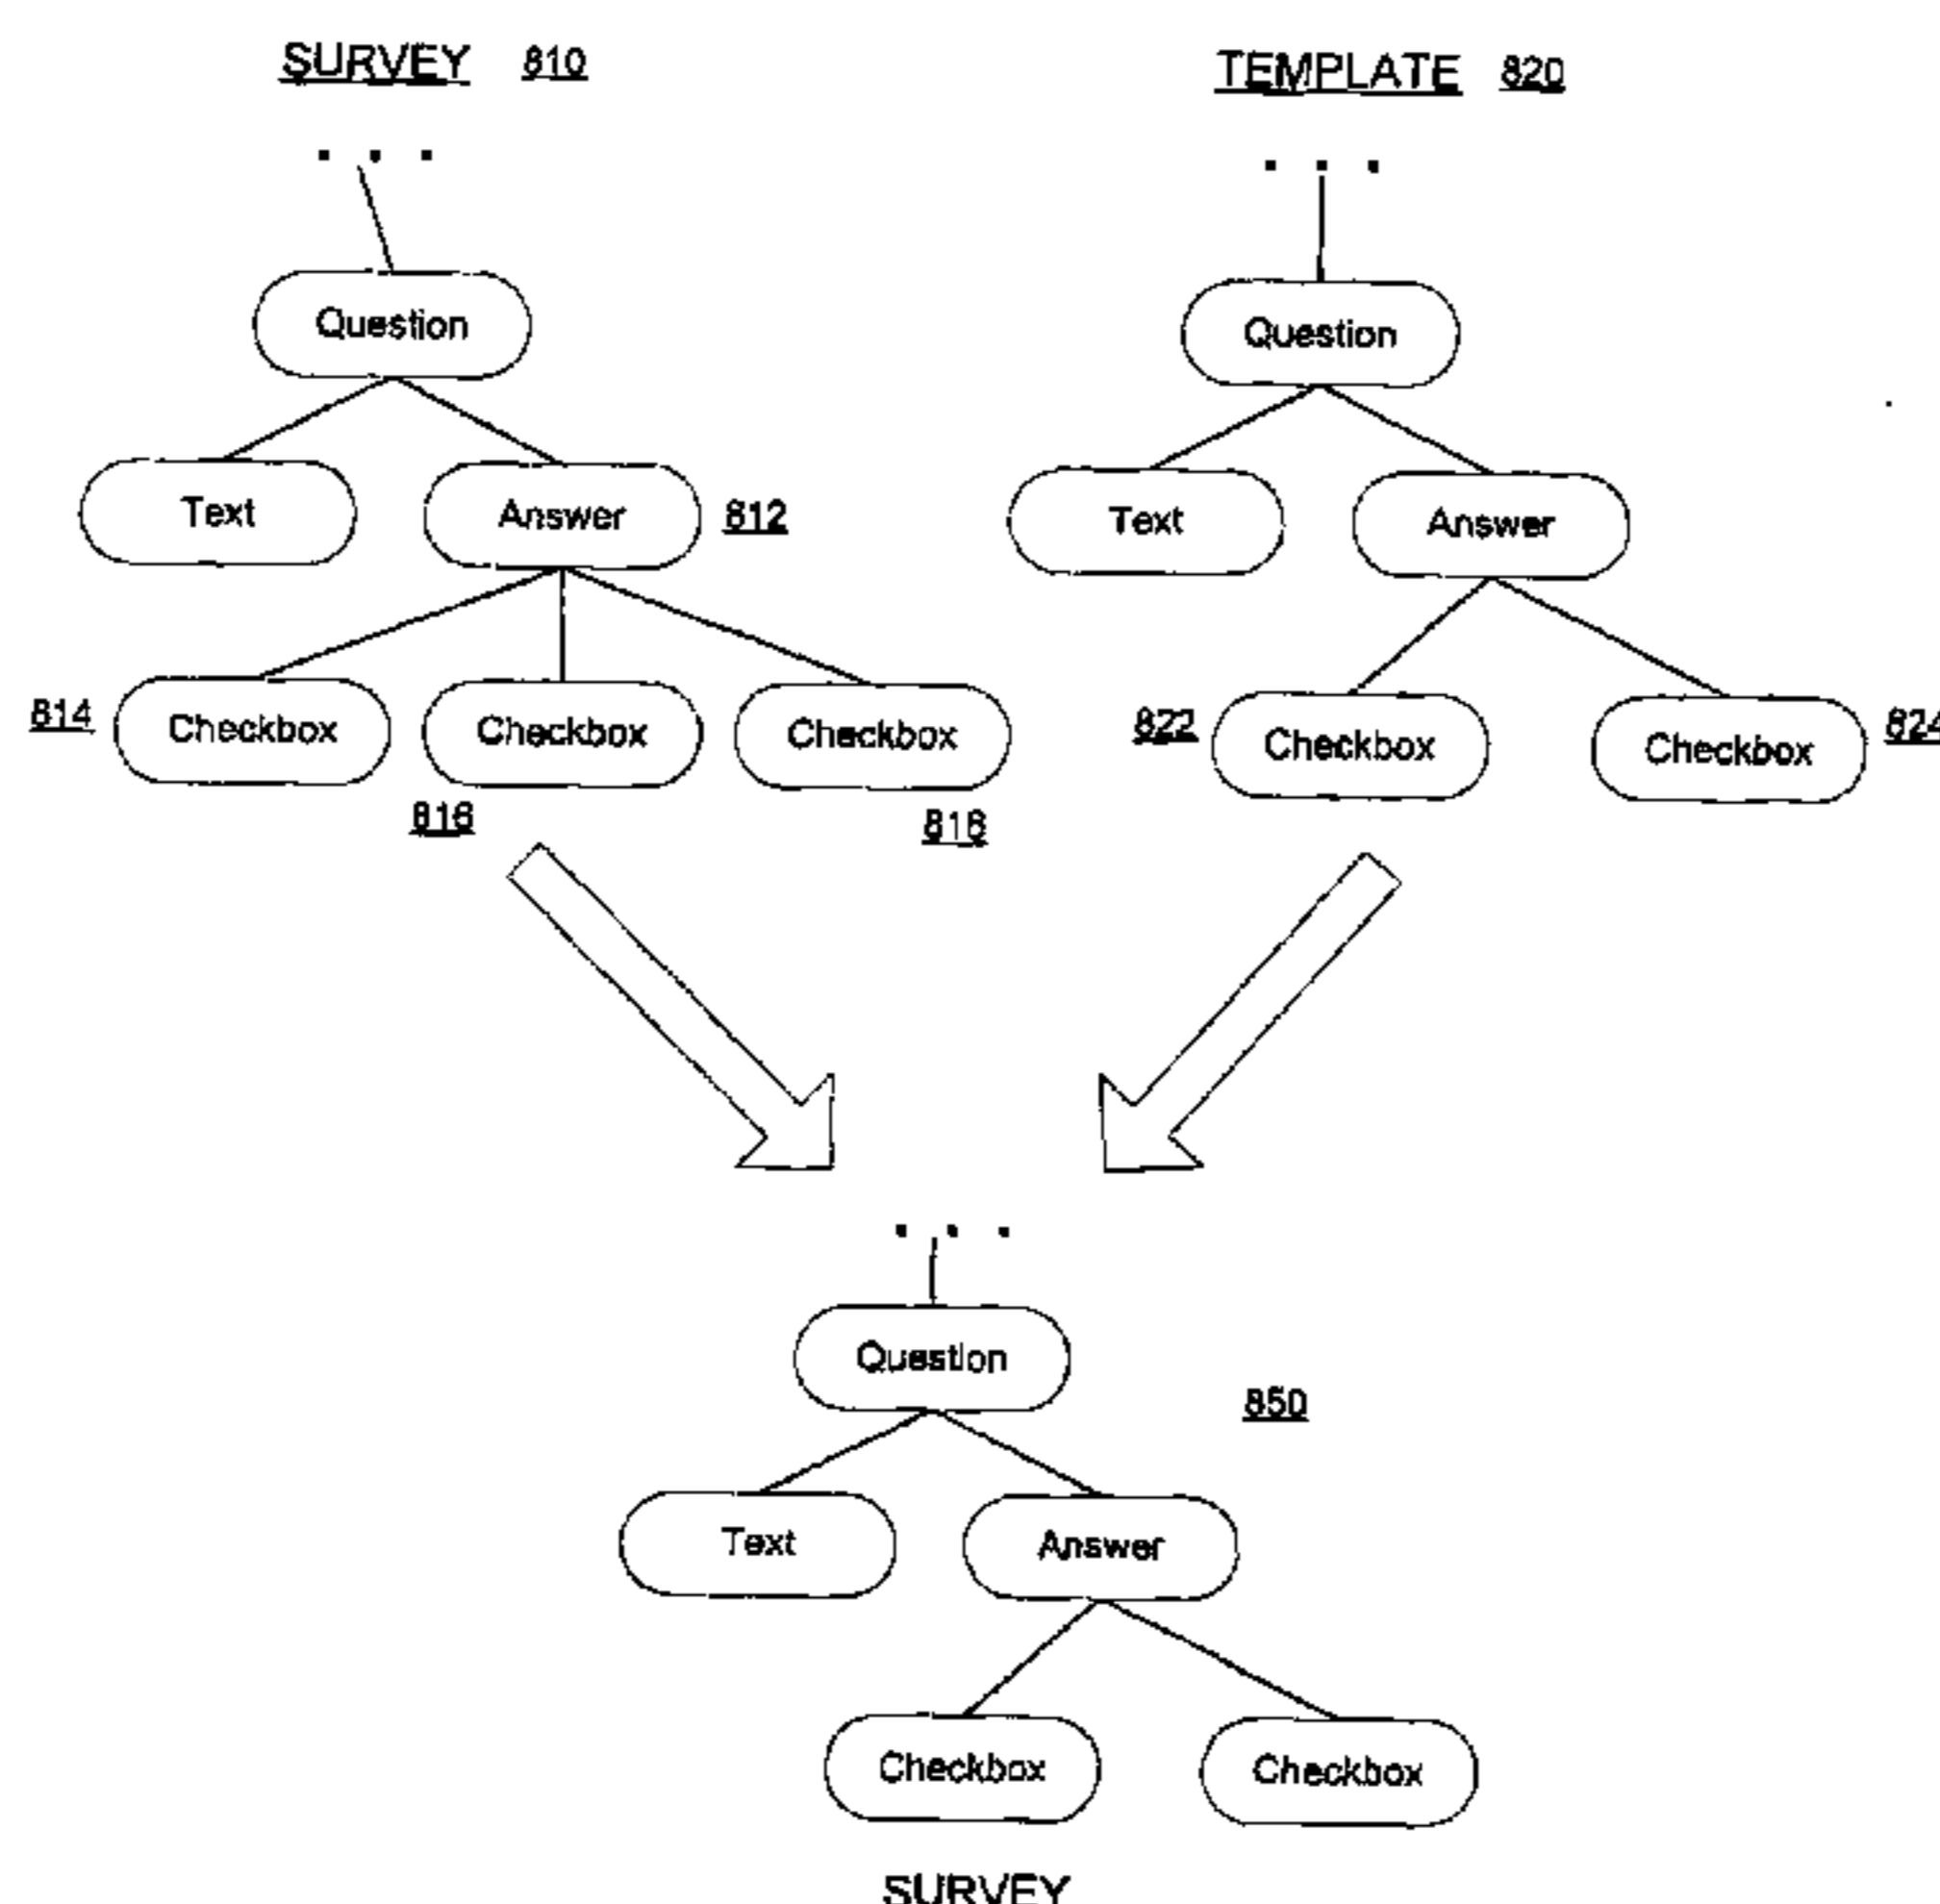 SURVEY 810
TEMPLATE 820
Question
Question
Text
Answer
812
Text
Answer
814
Checkbox
Checkbox
Checkbox
822
Checkbox
Checkbox
824
816
818
Question
850
Text
Answer
Checkbox
Checkbox
SURVEY